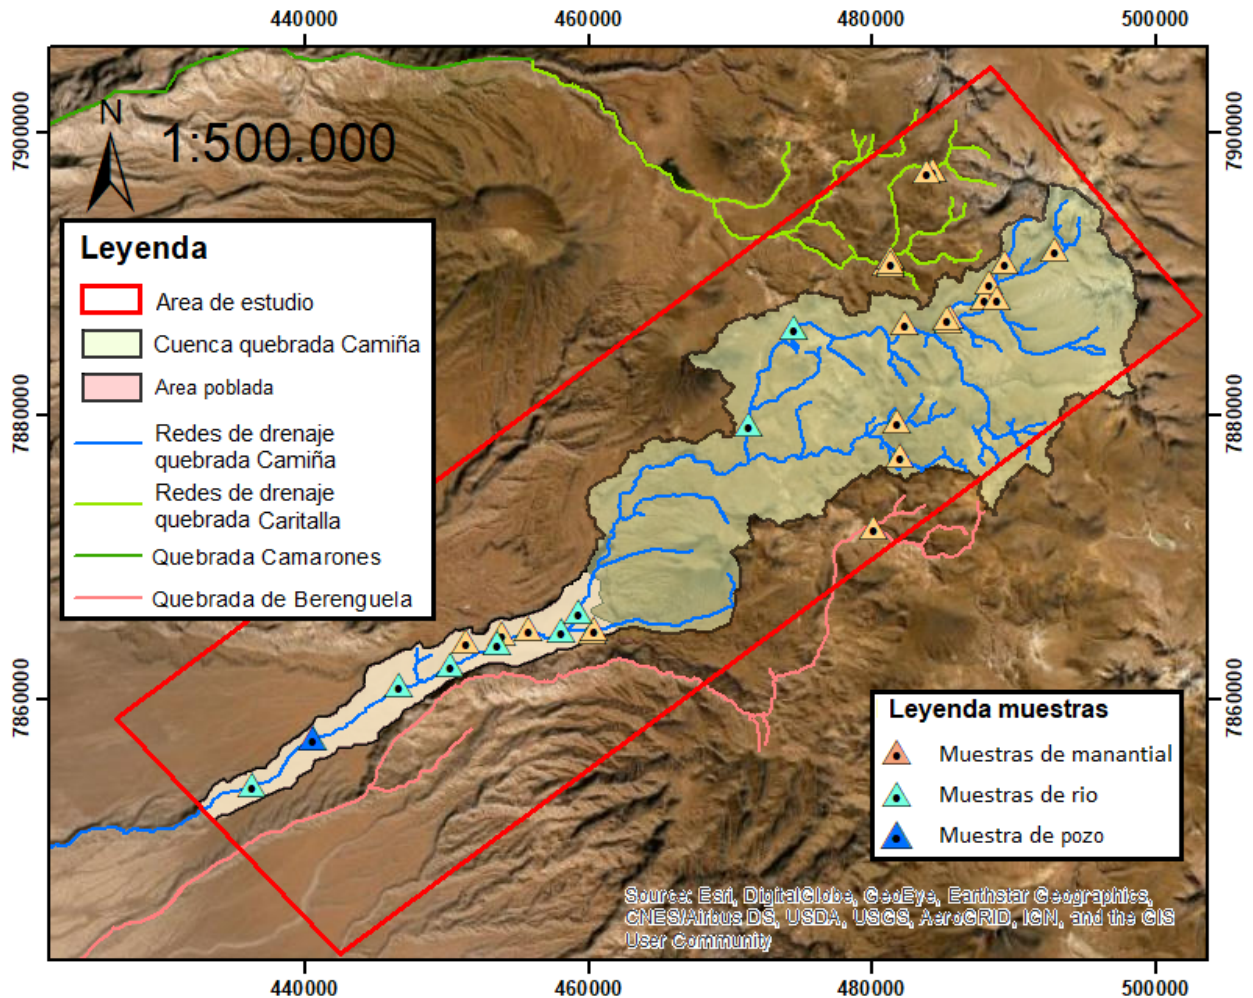 440000
460000
480000
500000
7900000
7900000
N
1:500.000
Leyenda
Area de estudio
Cuenca quebrada Camiña
Area poblada
Redes de drenaje
quebrada Camiña
Redes de drenaje
quebrada Caritalla
Quebrada Camarones
Quebrada de Berenguela
7880000
7880000
7860000
7860000
Leyenda muestras
Muestras de manantial
Muestras de rio
Muestra de pozo
Source: Esri, DigitalGlobe, GeoEye, Earthstar Geographics,
CNES/Airbus DS, USDA, USGS, AeroGRID, IGN, and the GIS
User Community
440000
460000
480000
500000